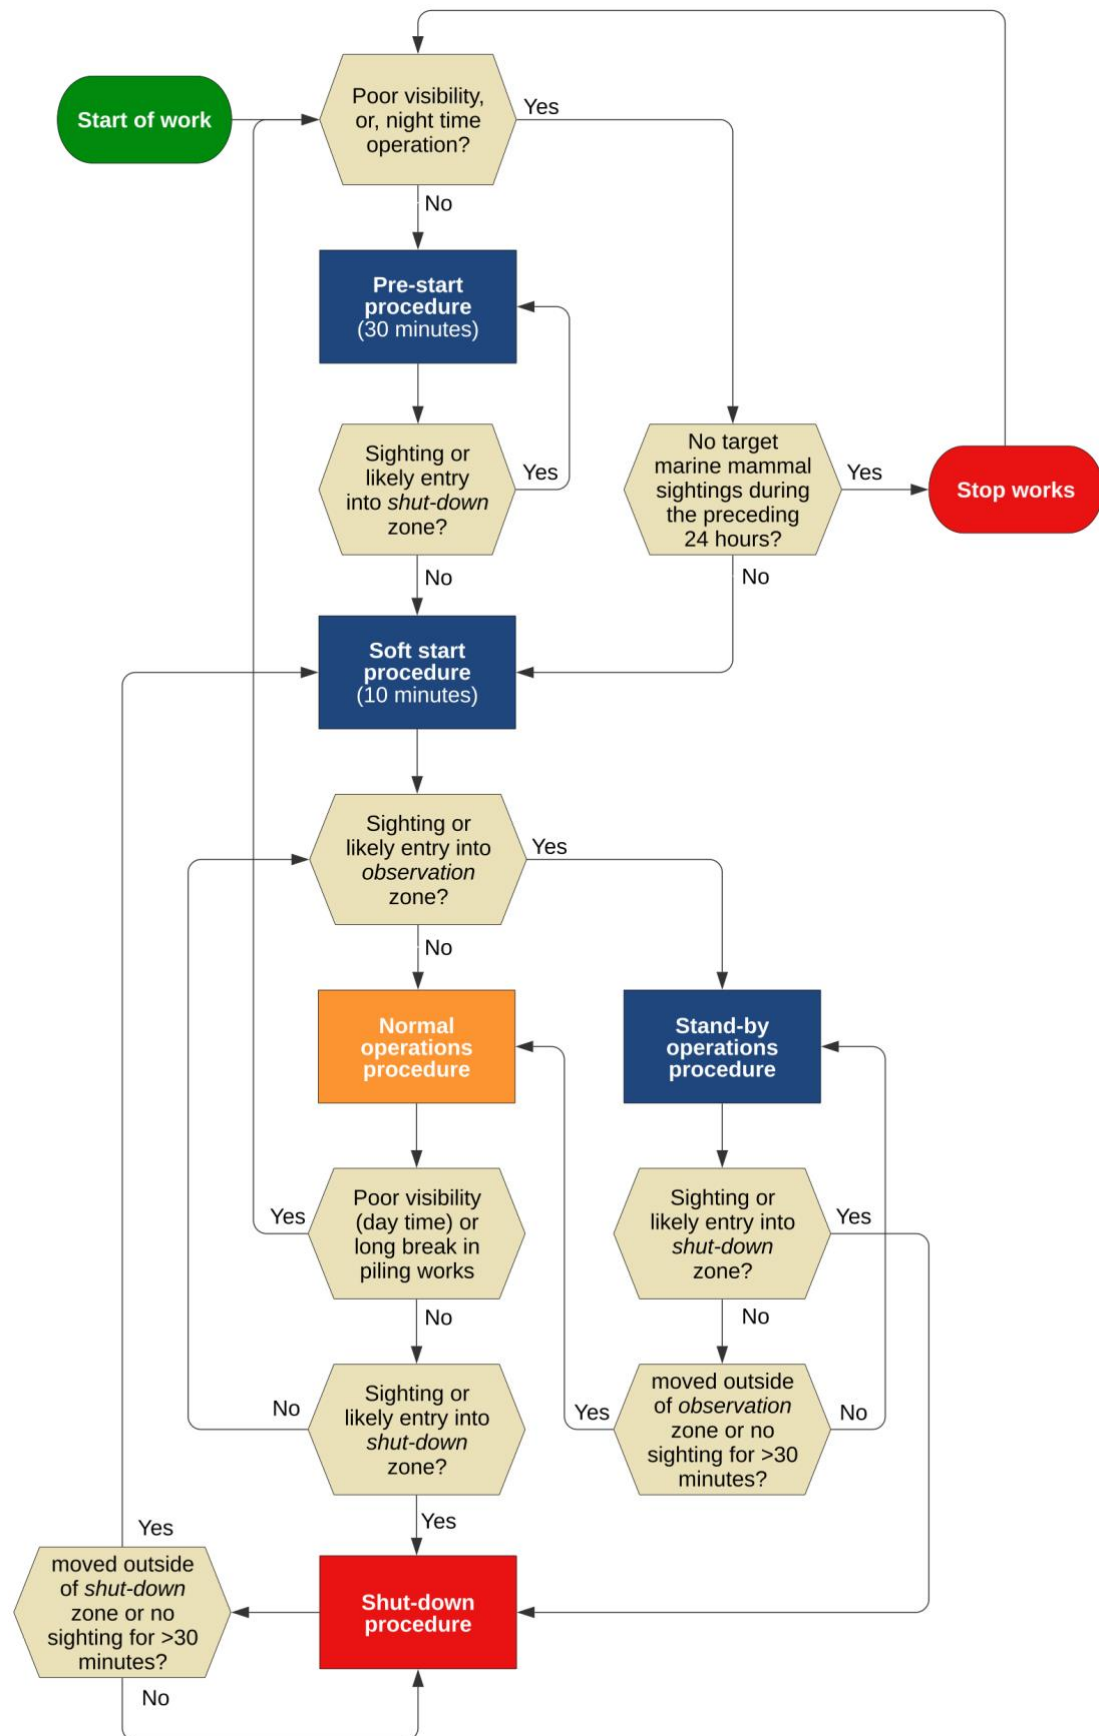 Start of work
Poor visibility,
or, night time
operation?
Yes
No
Pre-start
procedure
(30 minutes)
Sighting or
likely entry
into shut-down
zone?
Yes
No
No target
marine mammal
sightings during
the preceding
24 hours?
Yes
No
Stop works
Soft start
procedure
(10 minutes)
Sighting or
likely entry into
observation
zone?
Yes
No
Normal
operations
procedure
Stand-by
operations
procedure
Poor visibility
(day time) or
long break in
piling works
Yes
No
Sighting or
likely entry into
shut-down
zone?
Yes
No
Sighting or
likely entry into
shut-down
zone?
No
Yes
moved outside
of observation
zone or no
sighting for >30
minutes?
Yes
No
Shut-down
procedure
Yes
moved outside
of shut-down
zone or no
sighting for >30
minutes?
No